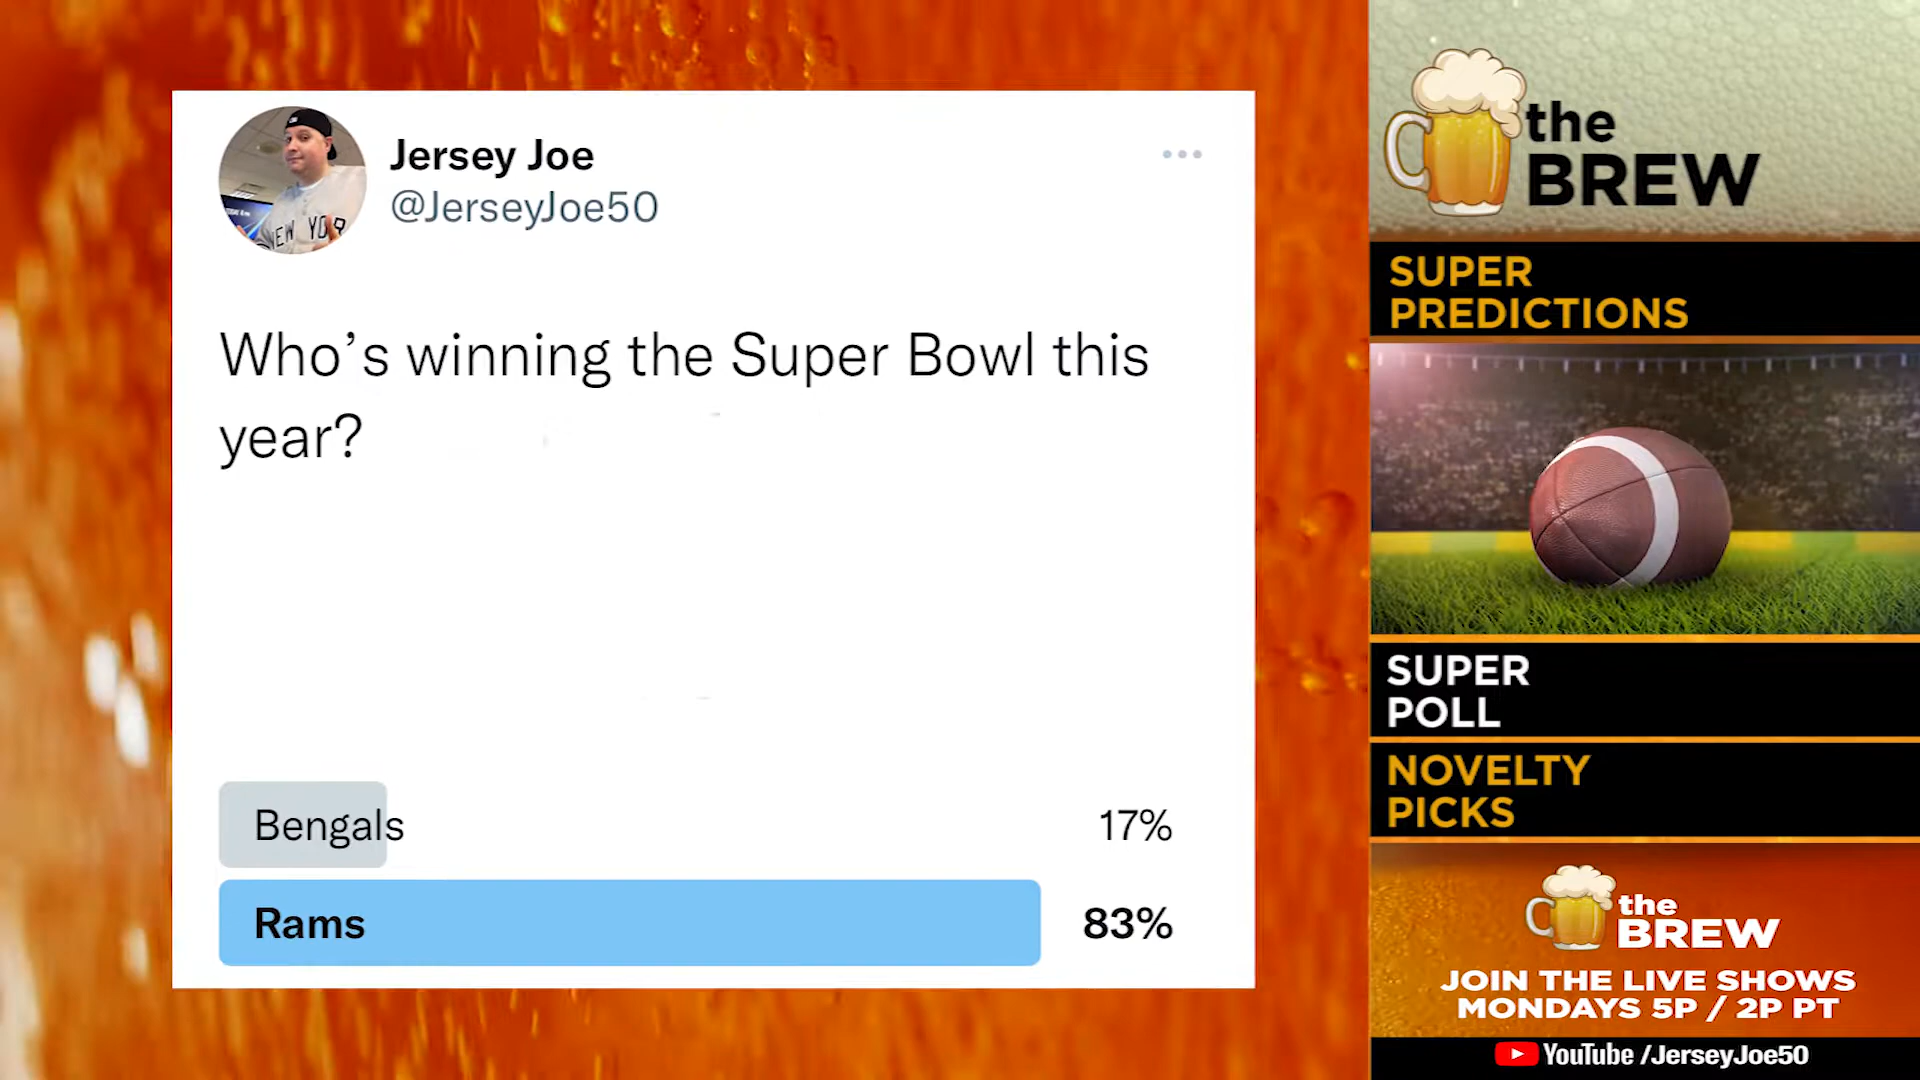 Jersey Joe
@JerseyJoe50
Who’s winning the Super Bowl this
year?
Bengals 17%
Rams 83%
the
BREW
SUPER
PREDICTIONS
SUPER
POLL
NOVELTY
PICKS
the
BREW
JOIN THE LIVE SHOWS
MONDAYS 5P / 2P PT
YouTube /JerseyJoe50